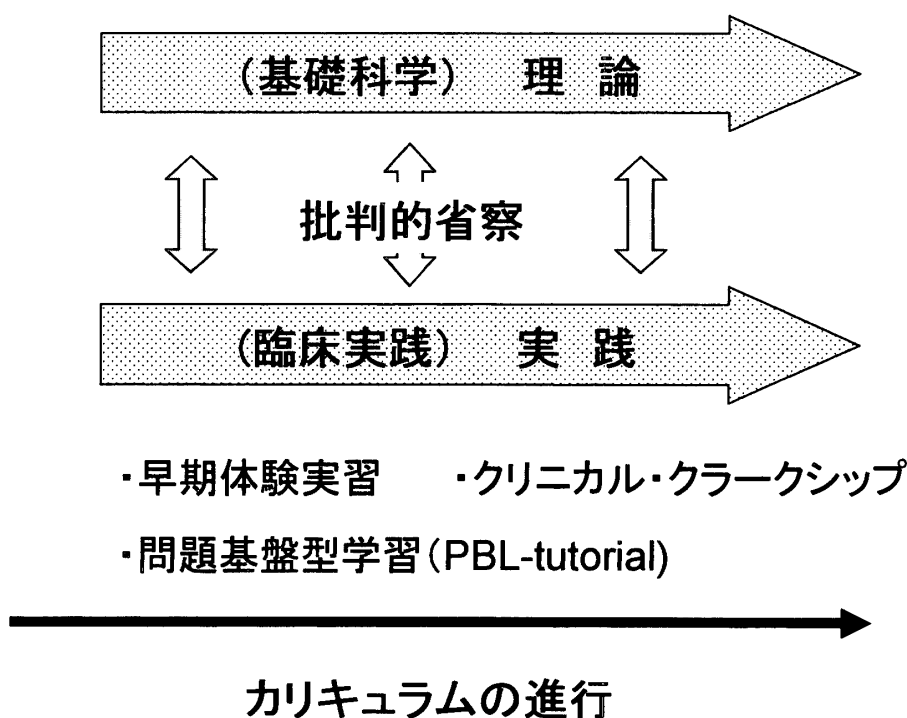 (基礎科学) 理 論
批判的省察
(臨床実践) 実 践
・早期体験実習 ・クリニカル・クラークシップ
・問題基盤型学習(PBL-tutorial)
カリキュラムの進行